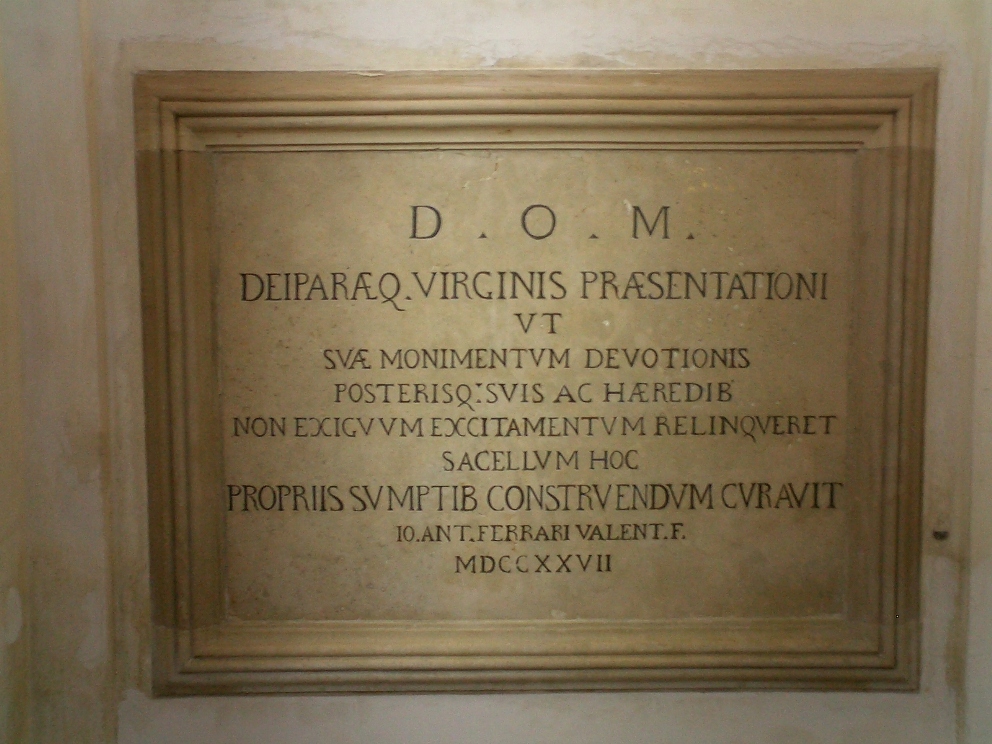 D . O . M .
DEIPARÆQ. VIRGINIS PRÆSENTATIONI
VT
SVÆ MONIMENTVM DEVOTIONIS
POSTERISQ: SVIS AC HÆREDIB
NON EXIGVVM EXCITAMENTVM RELINQVERET
SACELLVM HOC
PROPRIIS SVMPTIB CONSTRVENDVM CVRAVIT
IO. ANT. FERRARI VALENT. F.
MDCCXXVII